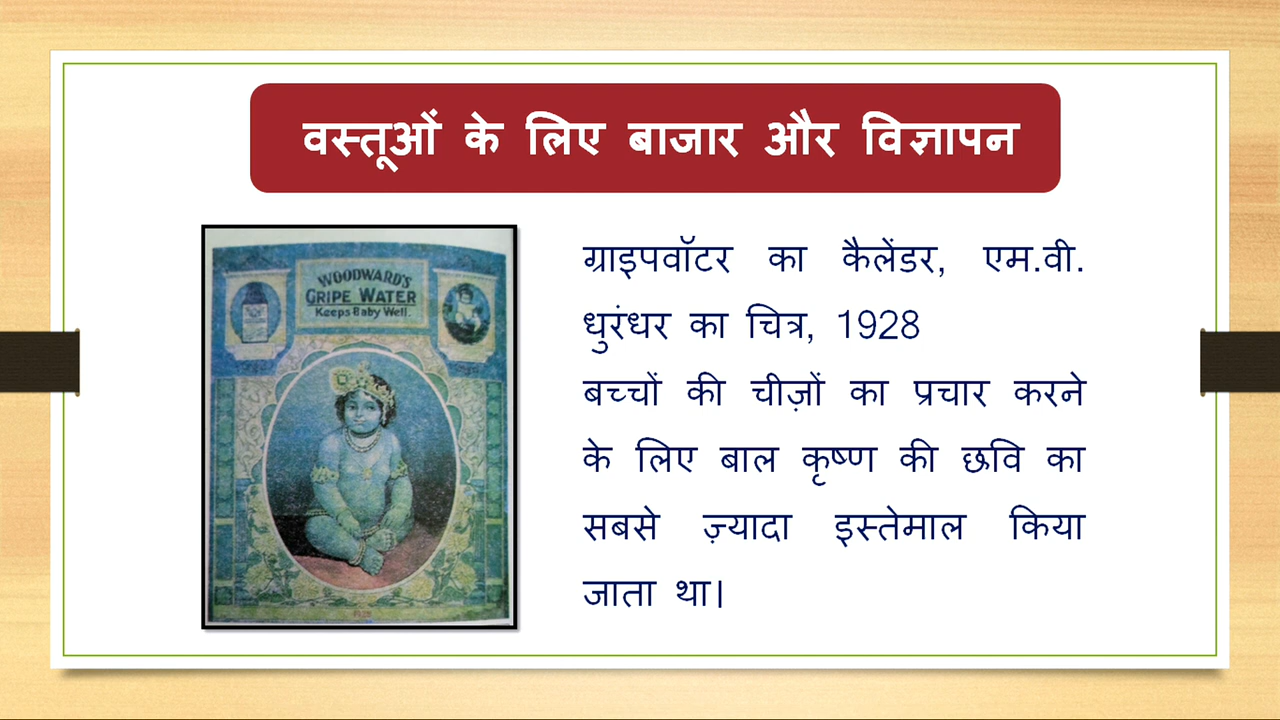 वस्तूओं के लिए बाजार और विज्ञापन
WOODWARD'S
GRIPE WATER
Keeps Baby Well.
ग्राइपवॉटर का कैलेंडर, एम.वी.
धुरंधर का चित्र, 1928
बच्चों की चीज़ों का प्रचार करने
के लिए बाल कृष्ण की छवि का
सबसे ज़्यादा इस्तेमाल किया
जाता था।